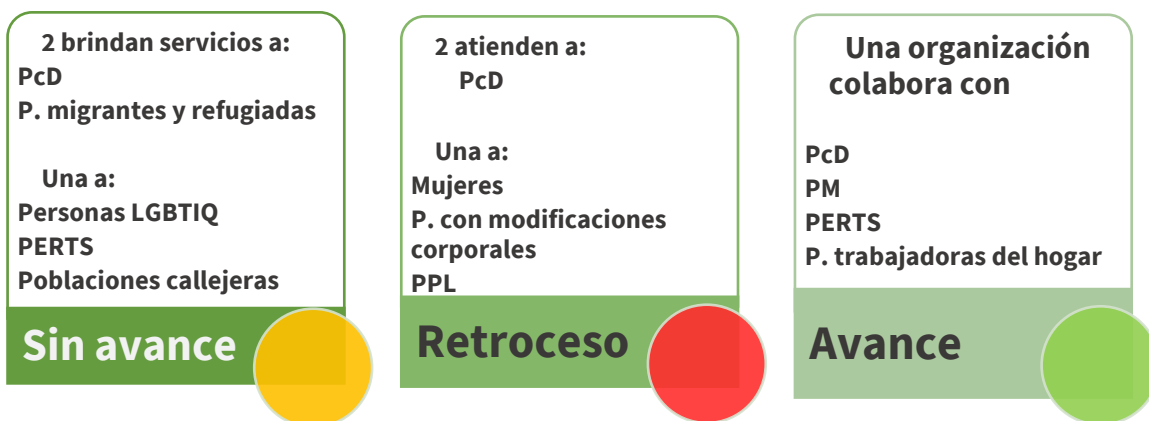 2 brindan servicios a:
PcD
P. migrantes y refugiadas
Una a:
Personas LGBTIQ
PERTS
Poblaciones callejeras
Sin avance
2 atienden a:
PcD
Una a:
Mujeres
P. con modificaciones
corporales
PPL
Retroceso
Una organización
colabora con
PcD
PM
PERTS
P. trabajadoras del hogar
Avance